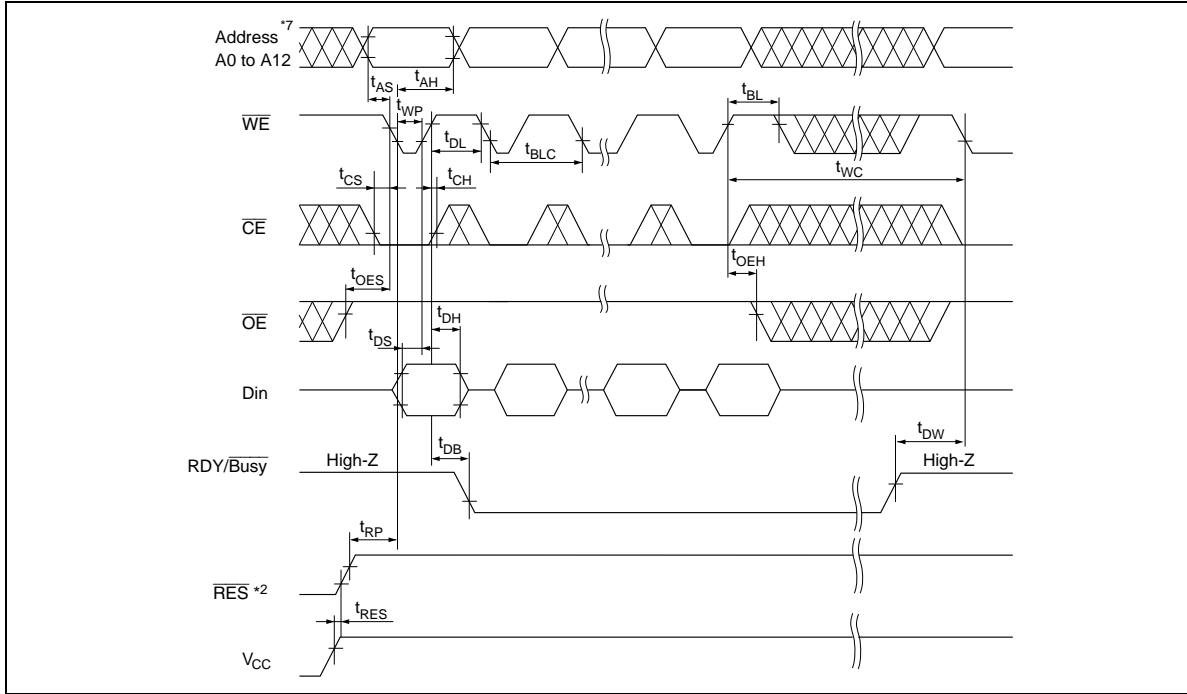 Address *7
A0 to A12
tAS
tAH
tWP
tBL
WE
tDL
tBLC
tWC
tCS
tCH
CE
tOES
tOEH
OE
tDH
tDS
Din
tDB
tDW
RDY/Busy
High-Z
High-Z
tRP
RES *2
tRES
VCC